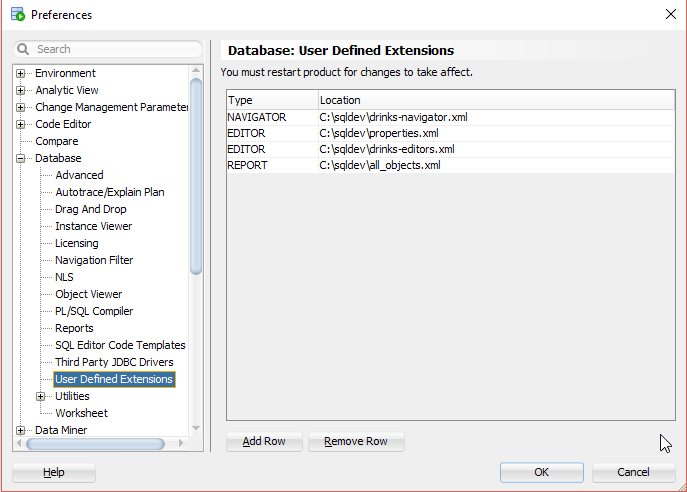 Preferences
Search
Environment
Analytic View
Change Management Parameter
Code Editor
Compare
Database
Advanced
Autotrace/Explain Plan
Drag And Drop
Instance Viewer
Licensing
Navigation Filter
NLS
Object Viewer
PL/SQL Compiler
Reports
SQL Editor Code Templates
Third Party JDBC Drivers
User Defined Extensions
Utilities
Worksheet
Data Miner
Database: User Defined Extensions
You must restart product for changes to take affect.
Type Location
NAVIGATOR C:\sqldev\drinks-navigator.xml
EDITOR C:\sqldev\properties.xml
EDITOR C:\sqldev\drinks-editors.xml
REPORT C:\sqldev\all_objects.xml
Add Row Remove Row
Help OK Cancel